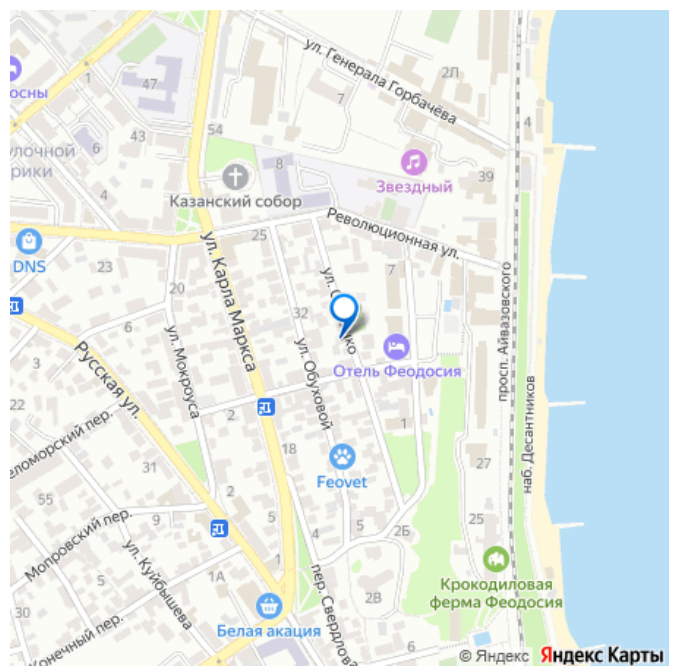 ул. Генерала Горбачёва
2Л
осны
1
47
7
4
43
54
6
улочной
рики
4
8
Звездный
39
Казанский собор
Революционная ул.
25
DNS
23
7
20
ул. Карла Маркса
32
6
ул. Мокроуса
ул. Обуховой
Отель Феодосия
просп. Айвазовского
наб. Десантников
3
22
Русская ул.
2
1
еломорский пер.
18
31
Feovet
27
55
2
9
Мопровский пер.
4
5
2Б
25
ул. Куйбышева
5
1
1А
пер. Свердлова
Крокодиловая
ферма Феодосия
2В
Белая акация
30
Конечный пер.
© Яндекс Яндекс Карты